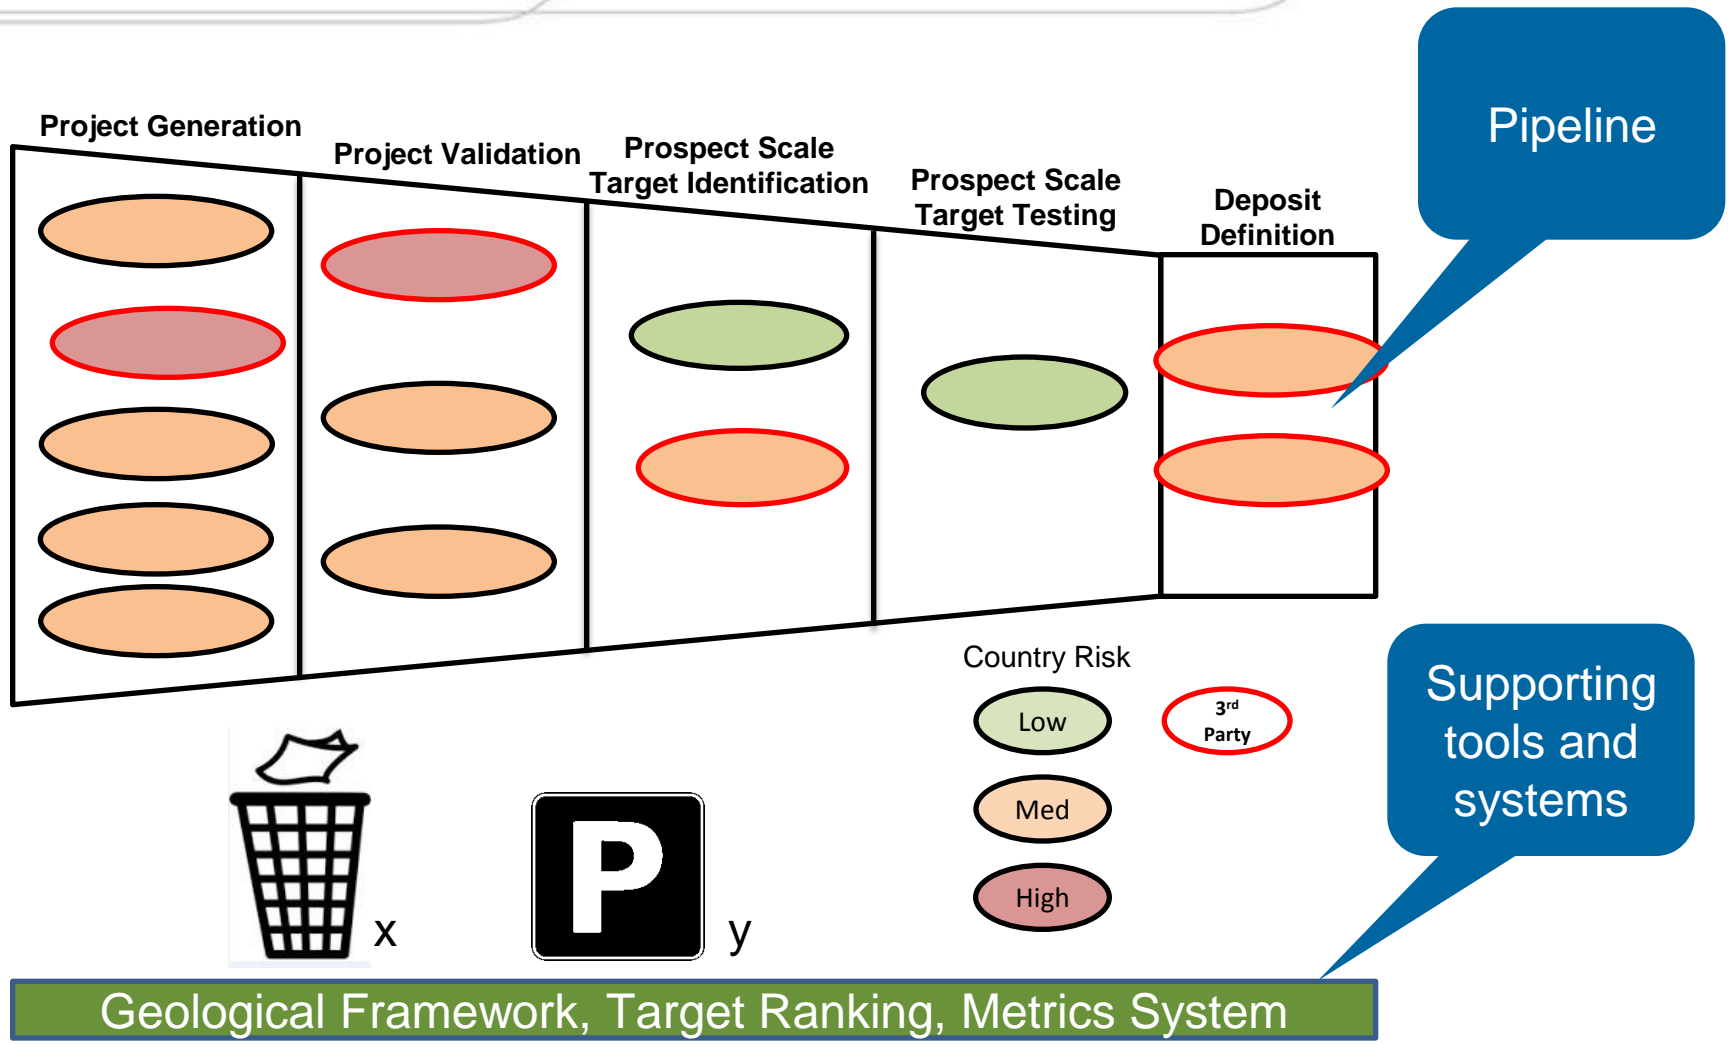 Pipeline
Project Generation
Project Validation
Prospect Scale
Target Identification
Prospect Scale
Target Testing
Deposit
Definition
Country Risk
Low
3rd
Party
Med
High
Supporting
tools and
systems
P
x
y
Geological Framework, Target Ranking, Metrics System